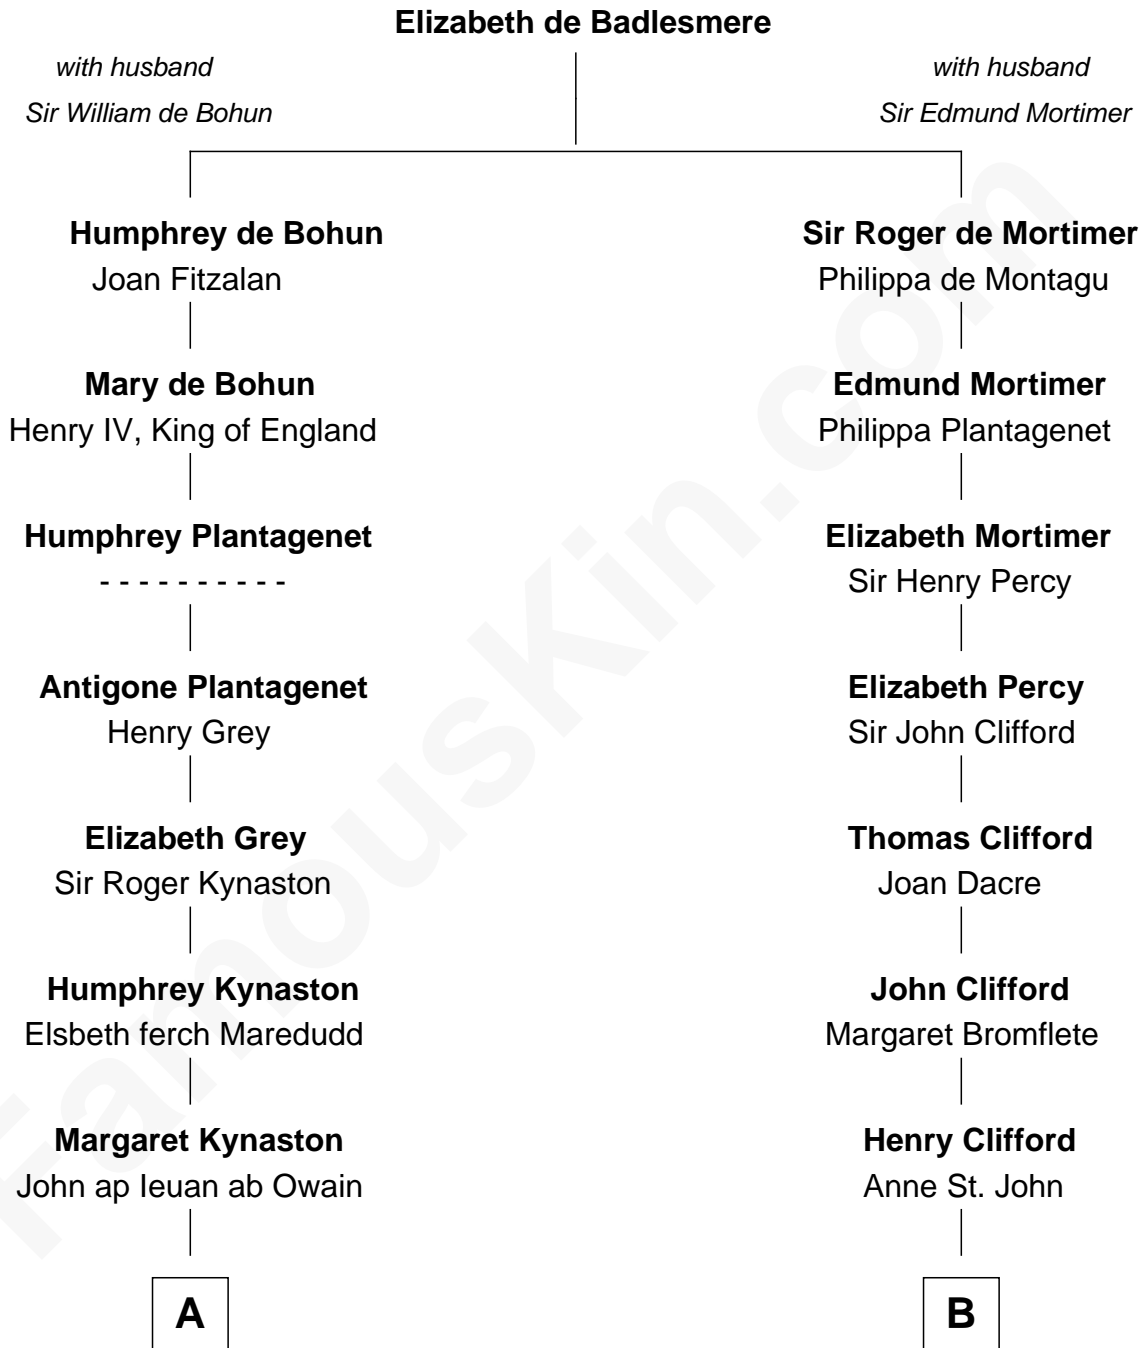 Elizabeth de Badlesmere
with husband
Sir William de Bohun
with husband
Sir Edmund Mortimer
Humphrey de Bohun
Joan Fitzalan
Sir Roger de Mortimer
Philippa de Montagu
Mary de Bohun
Henry IV, King of England
Edmund Mortimer
Philippa Plantagenet
Humphrey Plantagenet
- - - - - - - - - -
Elizabeth Mortimer
Sir Henry Percy
Antigone Plantagenet
Henry Grey
Elizabeth Percy
Sir John Clifford
Elizabeth Grey
Sir Roger Kynaston
Thomas Clifford
Joan Dacre
Humphrey Kynaston
Elsbeth ferch Maredudd
John Clifford
Margaret Bromflete
Margaret Kynaston
John ap Ieuan ab Owain
Henry Clifford
Anne St. John
A
B
FamousKin.com